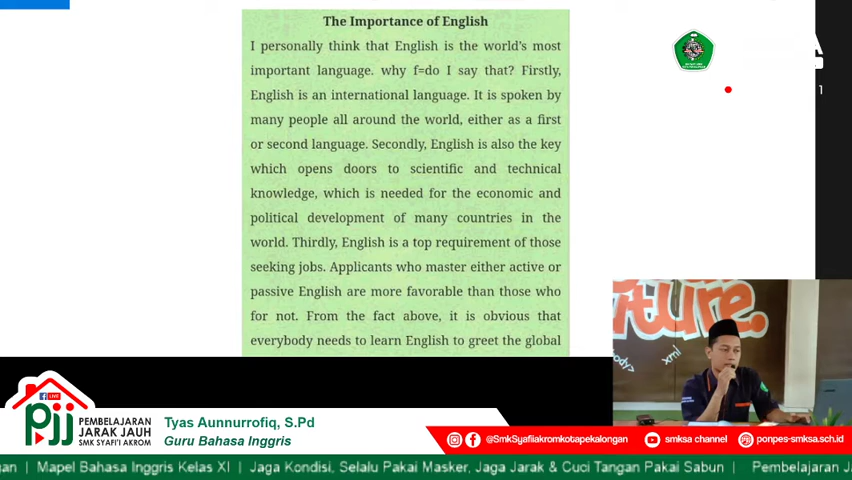 The Importance of English
I personally think that English is the world's most
important language. why f=do I say that? Firstly,
English is an international language. It is spoken by
many people all around the world, either as a first
or second language. Secondly, English is also the key
which opens doors to scientific and technical
knowledge, which is needed for the economic and
political development of many countries in the
world. Thirdly, English is a top requirement of those
seeking jobs. Applicants who master either active or
passive English are more favorable than those who
for not. From the fact above, it is obvious that
everybody needs to learn English to greet the global
A
1
xml
LIVE
pjj
PEMBELAJARAN
JARAK JAUH
SMK SYAFI'I AKROM
Tyas Aunnurrofiq, S.Pd
Guru Bahasa Inggris
@SmkSyafiiakromkotapekalongan
smksa channel
ponpes-smksa.sch.id
an | Mapel Bahasa Inggris Kelas XI | Jaga Kondisi, Selalu Pakai Masker, Jaga Jarak & Cuci Tangan Pakai Sabun | Pembelajaran Ja